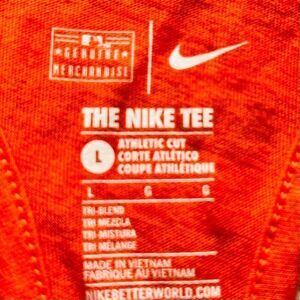 GENUINE
MERCHANDISE
THE NIKE TEE
L
ATHLETIC CUT
CORTE ATLÉTICO
COUPE ATHLÉTIQUE
L G G
TRI-BLEND
TRI MEZCLA
TRI-MISTURA
TRI MÉLANGE
MADE IN VIETNAM
FABRIQUÉ AU VIETNAM
NIKEBETTERWORLD.COM